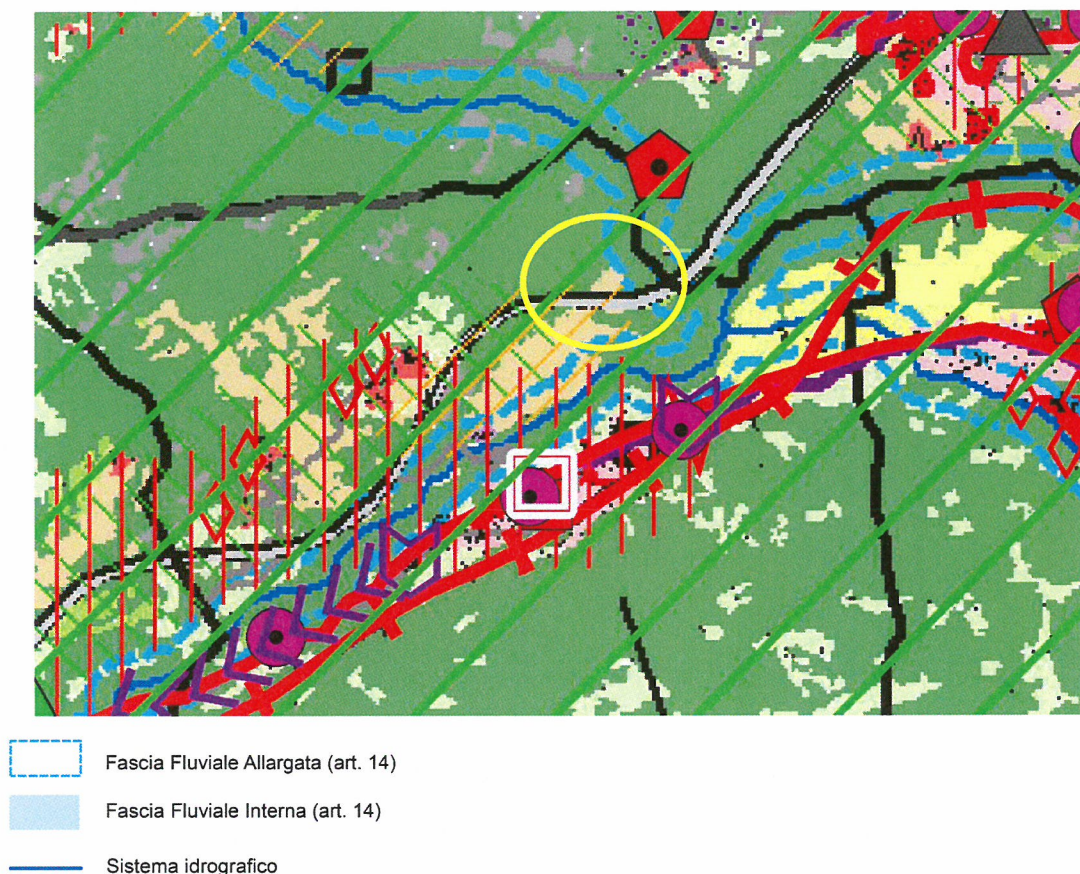 Fascia Fluviale Allargata (art. 14)
Fascia Fluviale Interna (art. 14)
Sistema idrografico